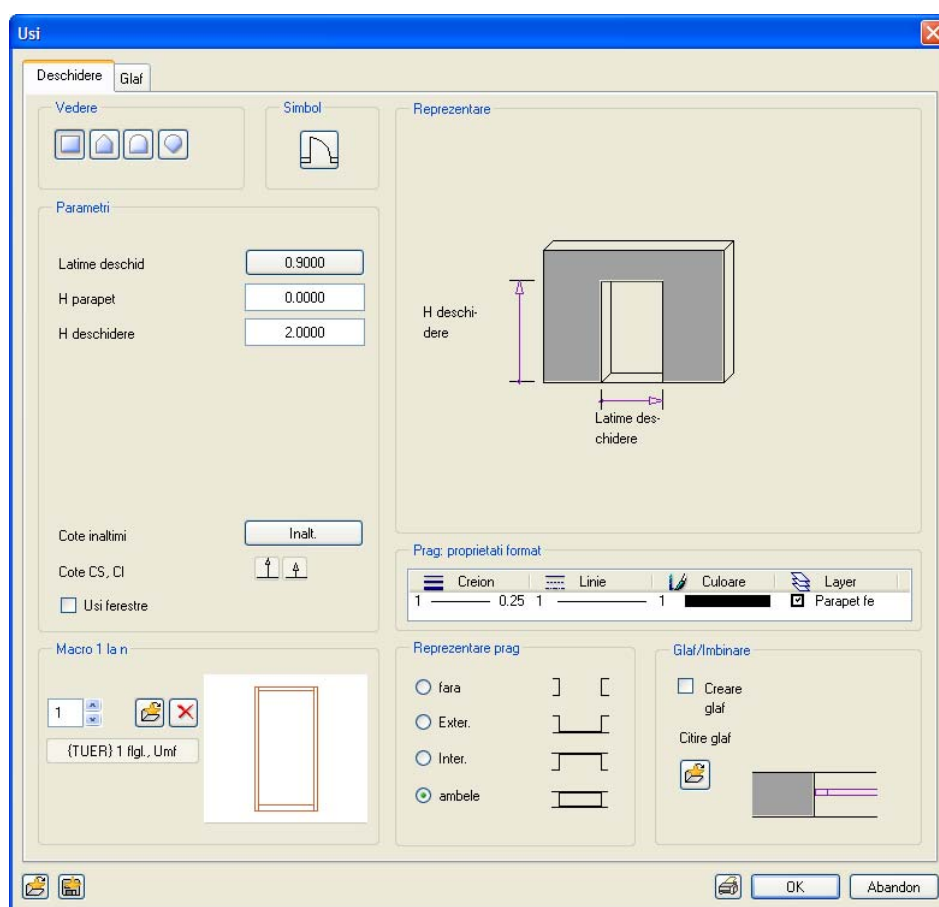 Usi
Deschidere Glaf
Vedere
Simbol
Parametri
Latime deschid 0.9000
H parapet 0.0000
H deschidere 2.0000
Cote inaltimi Inalt.
Cote CS, CI
Usi ferestre
Macro 1 la n
1
{TUER} 1 flgl., Umf
Reprezentare
H deschi-
dere
Latime des-
chidere
Prag: proprietati format
Creion Linie Culoare Layer
1 0.25 1 1 Parapet fe
Reprezentare prag
fara
Exter.
Inter.
ambele
Glaf/Imbinare
Creare
glaf
Citire glaf
OK Abandon